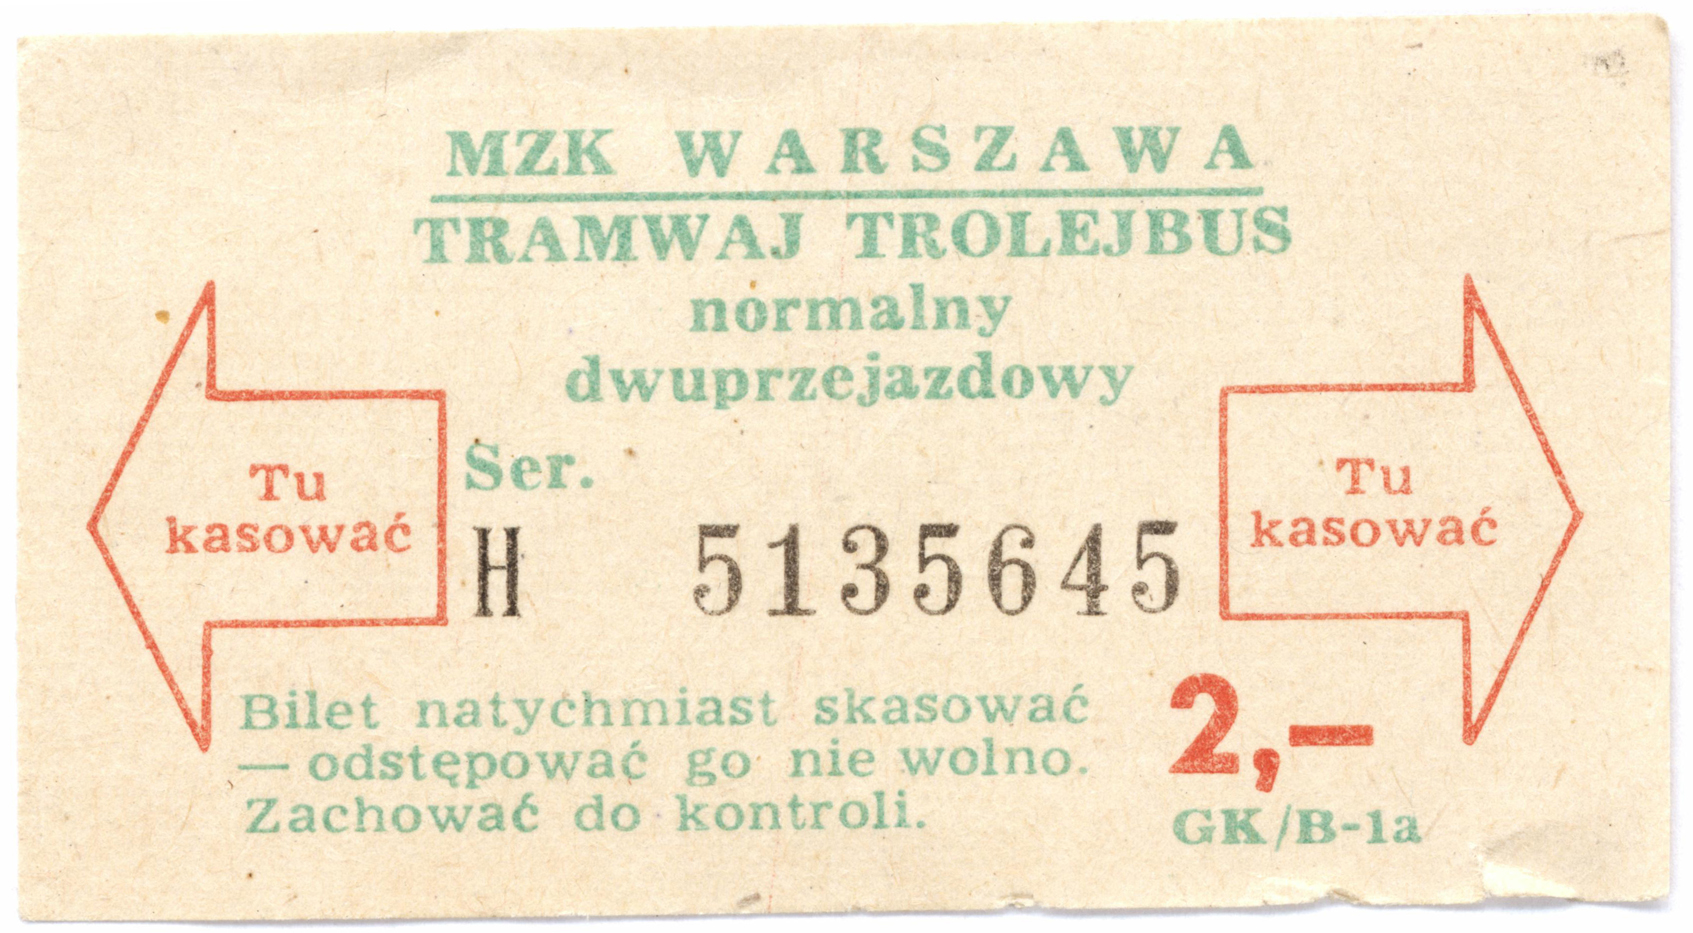 MZK WARSZAWA
TRAMWAJ TROLEJBUS
normalny
dwuprzejazdowy
Tu
kasować
Ser.
H 5135645
Tu
kasować
Bilet natychmiast skasować
— odstępować go nie wolno.
Zachować do kontroli.
2,—
GK/B-1a